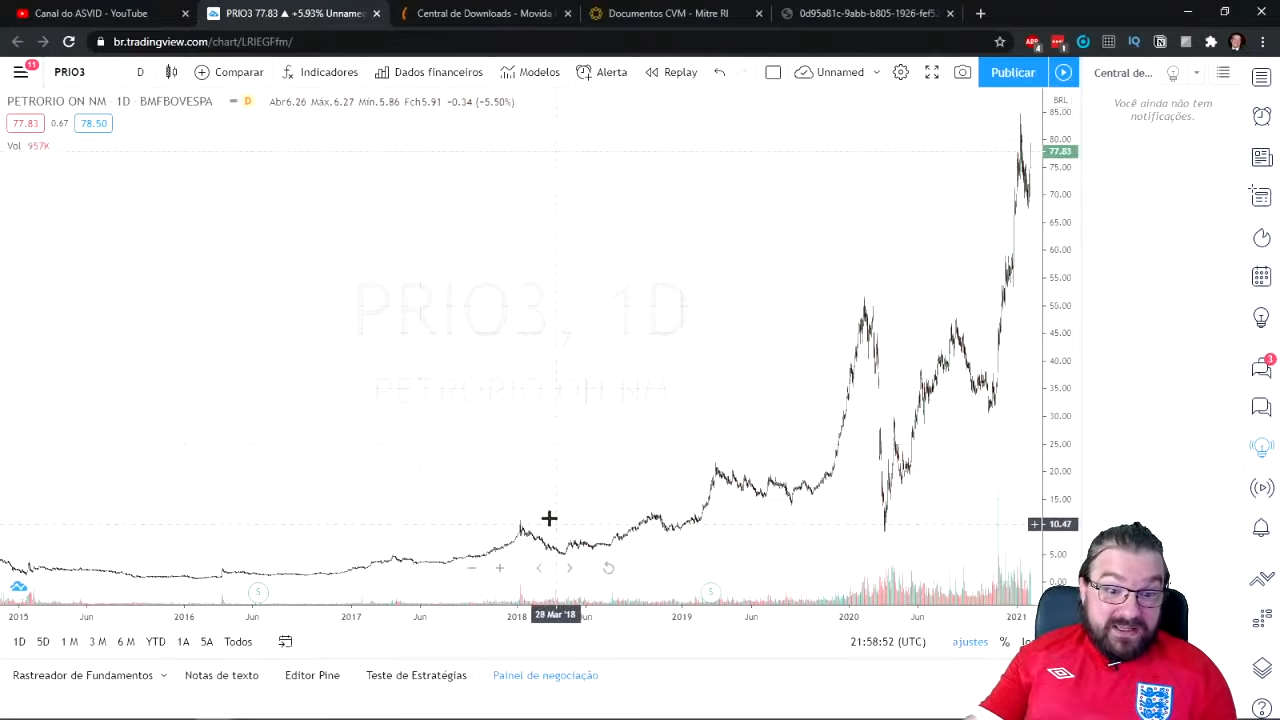 Canal do ASVID - YouTube
PRIO3 77.83 ▲ +5.93% Unname
Central de Downloads - Movida
Documentos CVM - Mitre RI
0d95a81c-9abb-b805-1926-fef52
br.tradingview.com/chart/LRIEGFfm/
11
PRIO3
D
Comparar
Indicadores
Dados financeiros
Modelos
Alerta
Replay
Unnamed
Publicar
Central de...
PETRORIO ON NM · 1D · BMFBOVESPA
D
Abr6.26 Máx.6.27 Mín.5.86 Fch5.91 −0.34 (−5.50%)
77.83
0.67
78.50
Vol 957K
Você ainda não tem
notificações.
BRL
85.00
80.00
77.83
75.00
70.00
65.00
60.00
55.00
50.00
45.00
40.00
35.00
30.00
25.00
20.00
15.00
10.47
5.00
0.00
PRIO3, 1D
PETRORIO ON NM
S
S
3
2015
Jun
2016
Jun
2017
Jun
2018
28 Mar '18
Jun
2019
Jun
2020
Jun
2021
1D
5D
1 M
3 M
6 M
YTD
1A
5A
Todos
21:58:52 (UTC)
ajustes
%
Rastreador de Fundamentos
Notas de texto
Editor Pine
Teste de Estratégias
Painel de negociação